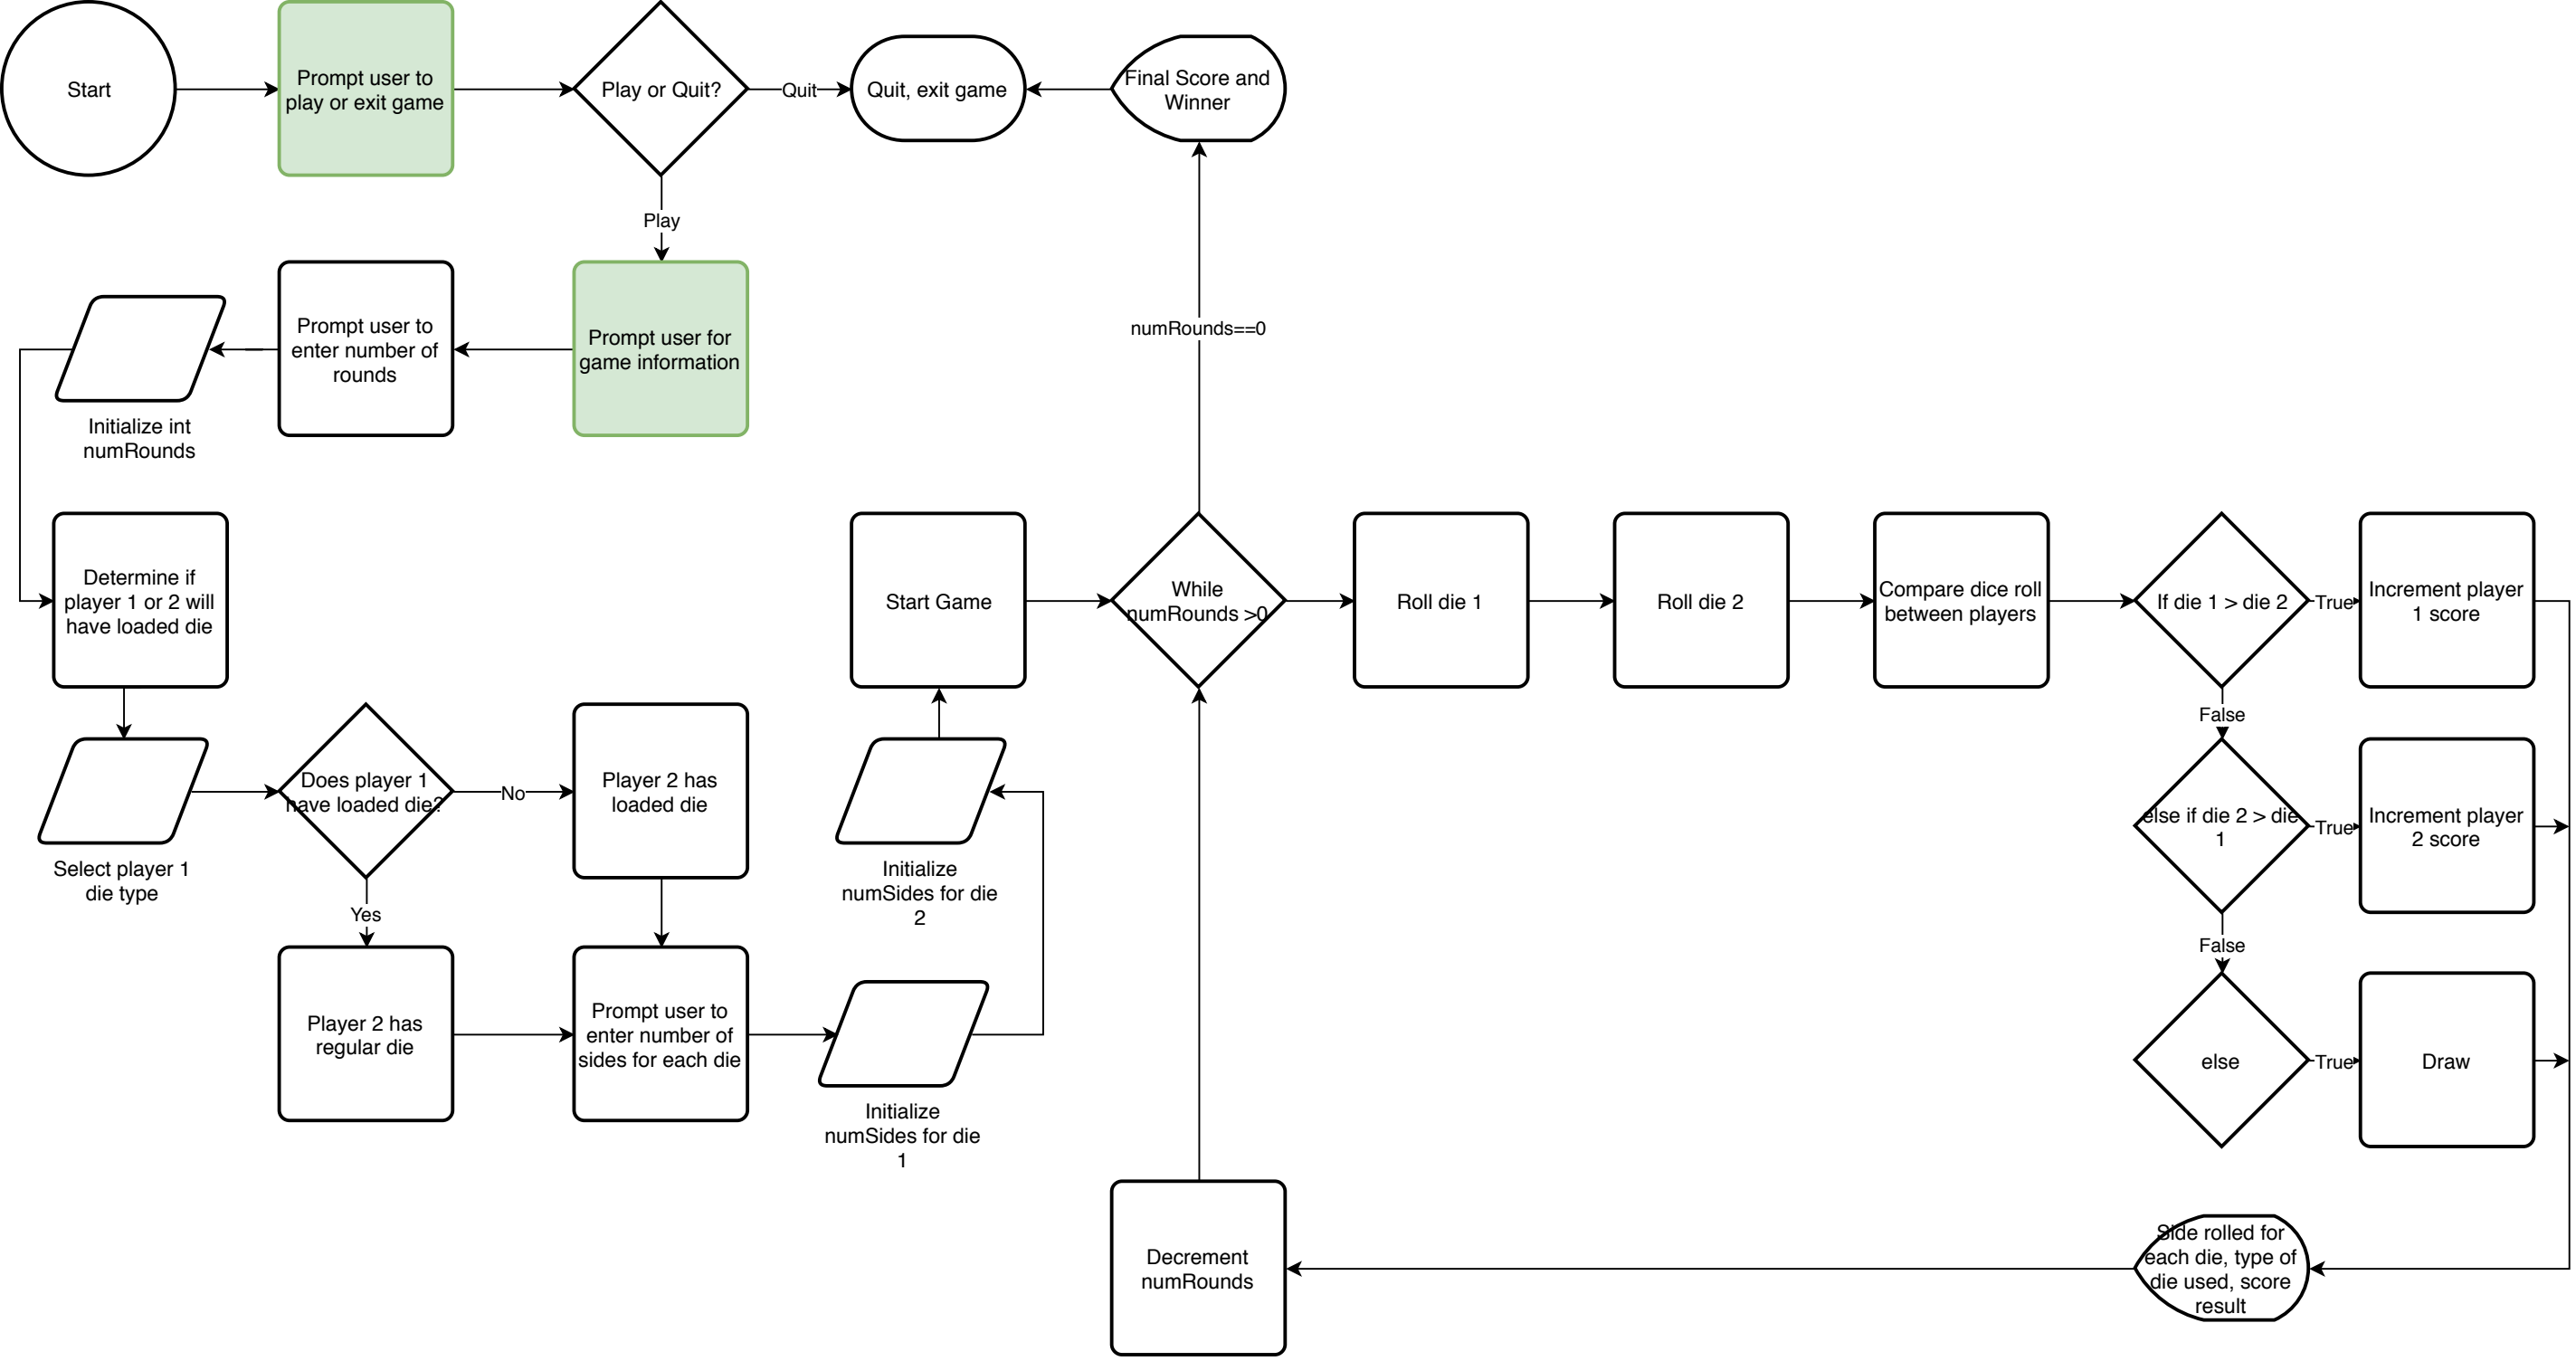 Start
Prompt user to
play or exit game
Play or Quit?
Quit
Quit, exit game
Final Score and
Winner
Play
numRounds==0
Prompt user to
enter number of
rounds
Prompt user for
game information
Initialize int
numRounds
Determine if
player 1 or 2 will
have loaded die
Start Game
While
numRounds >0
Roll die 1
Roll die 2
Compare dice roll
between players
If die 1 > die 2
True
Increment player
1 score
False
Does player 1
have loaded die?
No
Player 2 has
loaded die
else if die 2 > die
1
True
Increment player
2 score
Select player 1
die type
Initialize
numSides for die
2
Yes
False
Player 2 has
regular die
Prompt user to
enter number of
sides for each die
else
True
Draw
Initialize
numSides for die
1
Decrement
numRounds
Side rolled for
each die, type of
die used, score
result